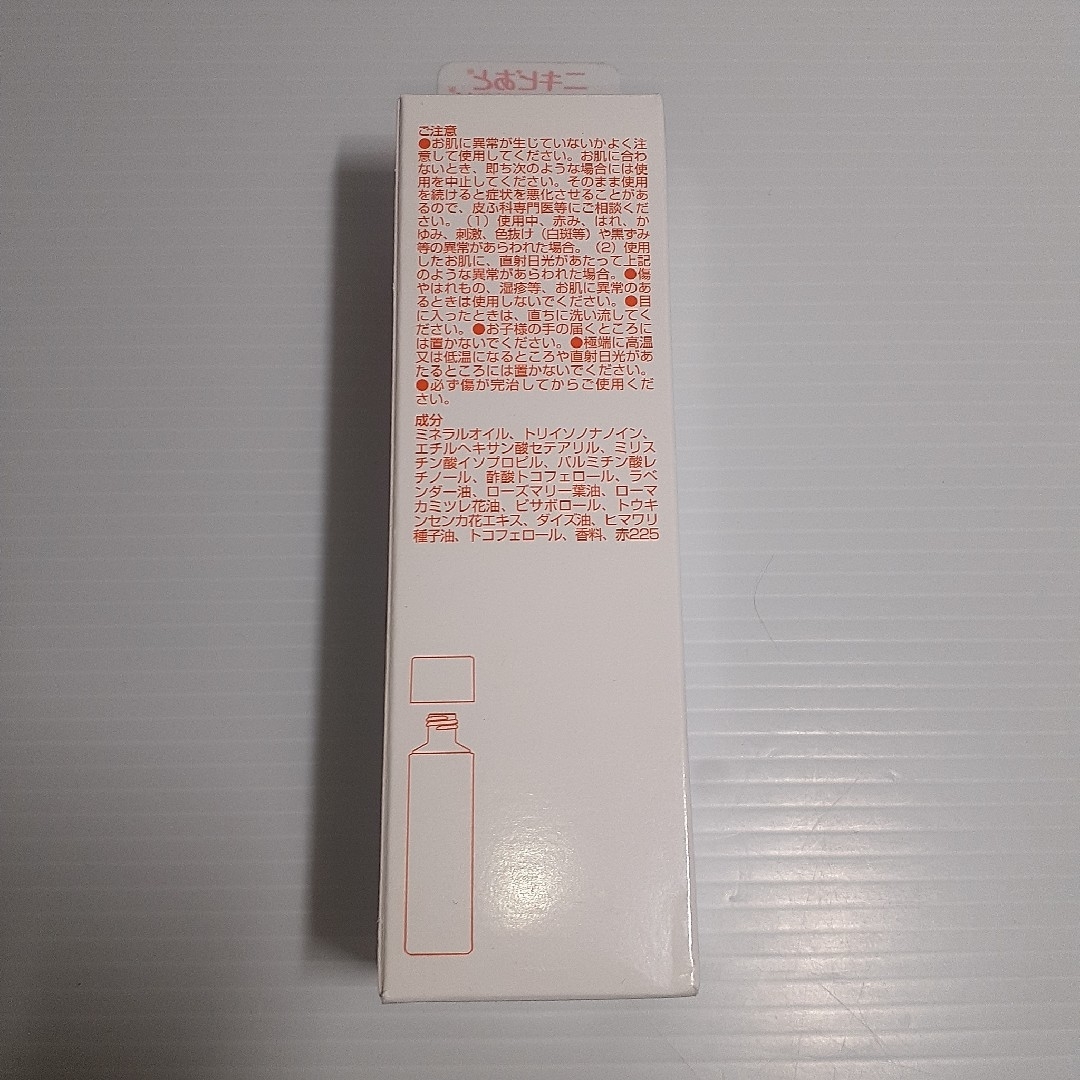 ニキビあと
ご注意
●お肌に異常が生じていないかよく注
意して使用してください。お肌に合わ
ないとき、即ち次のような場合には使
用を中止してください。そのまま使用
を続けると症状を悪化させることがあ
るので、皮ふ科専門医等にご相談くだ
さい。(1)使用中、赤み、はれ、か
ゆみ、刺激、色抜け(白斑等)や黒ずみ
等の異常があらわれた場合。(2)使用
したお肌に、直射日光があたって上記
のような異常があらわれた場合。●傷
やはれもの、湿疹等、お肌に異常のあ
るときは使用しないでください。●目
に入ったときは、直ちに洗い流してく
ださい。●お子様の手の届くところに
は置かないでください。●極端に高温
又は低温になるところや直射日光があ
たるところには置かないでください。
●必ず傷が完治してからご使用くだ
さい。
成分
ミネラルオイル、トリイソノナノイン、
エチルヘキサン酸セテアリル、ミリス
チン酸イソプロピル、パルミチン酸レ
チノール、酢酸トコフェロール、ラベ
ンダー油、ローズマリー葉油、ローマ
カミツレ花油、ビサボロール、トウキ
ンセンカ花エキス、ダイズ油、ヒマワリ
種子油、トコフェロール、香料、赤225